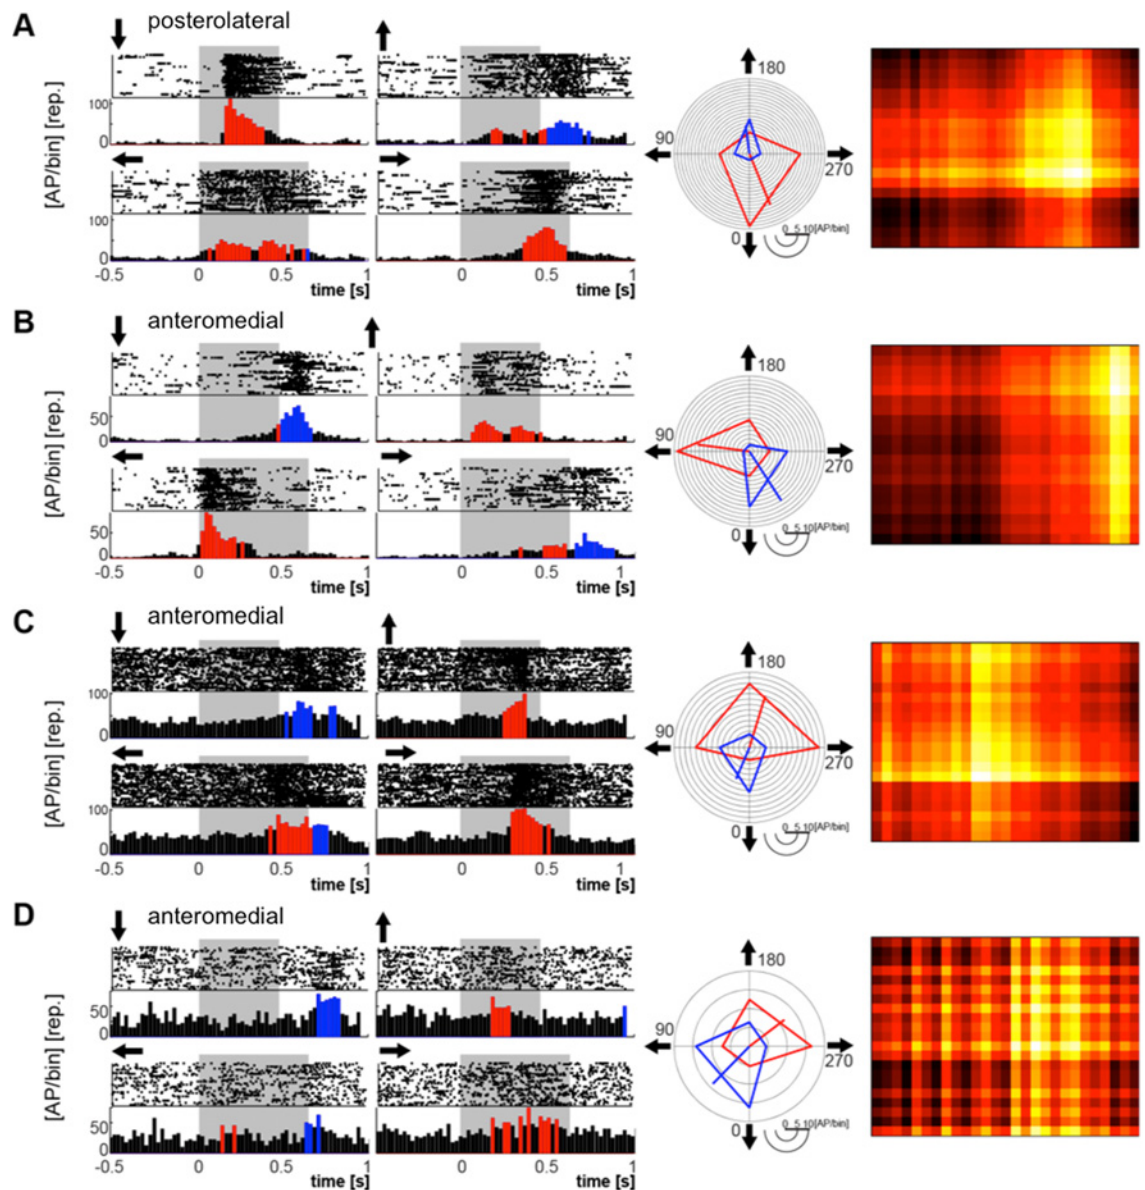 A
posterolateral
[AP/bin] [rep.]
100
0
100
0
-0.5 0 0.5 1 0 0.5 1
time [s] time [s]
180
90
270
0
0 5 10[AP/bin]
B
anteromedial
[AP/bin] [rep.]
50
0
50
0
-0.5 0 0.5 1 0 0.5 1
time [s] time [s]
180
90
270
0
0 5 10[AP/bin]
C
anteromedial
[AP/bin] [rep.]
100
0
100
0
-0.5 0 0.5 1 0 0.5 1
time [s] time [s]
180
90
270
0
0 5 10[AP/bin]
D
anteromedial
[AP/bin] [rep.]
50
0
50
0
-0.5 0 0.5 1 0 0.5 1
time [s] time [s]
180
90
270
0
0 5 10[AP/bin]